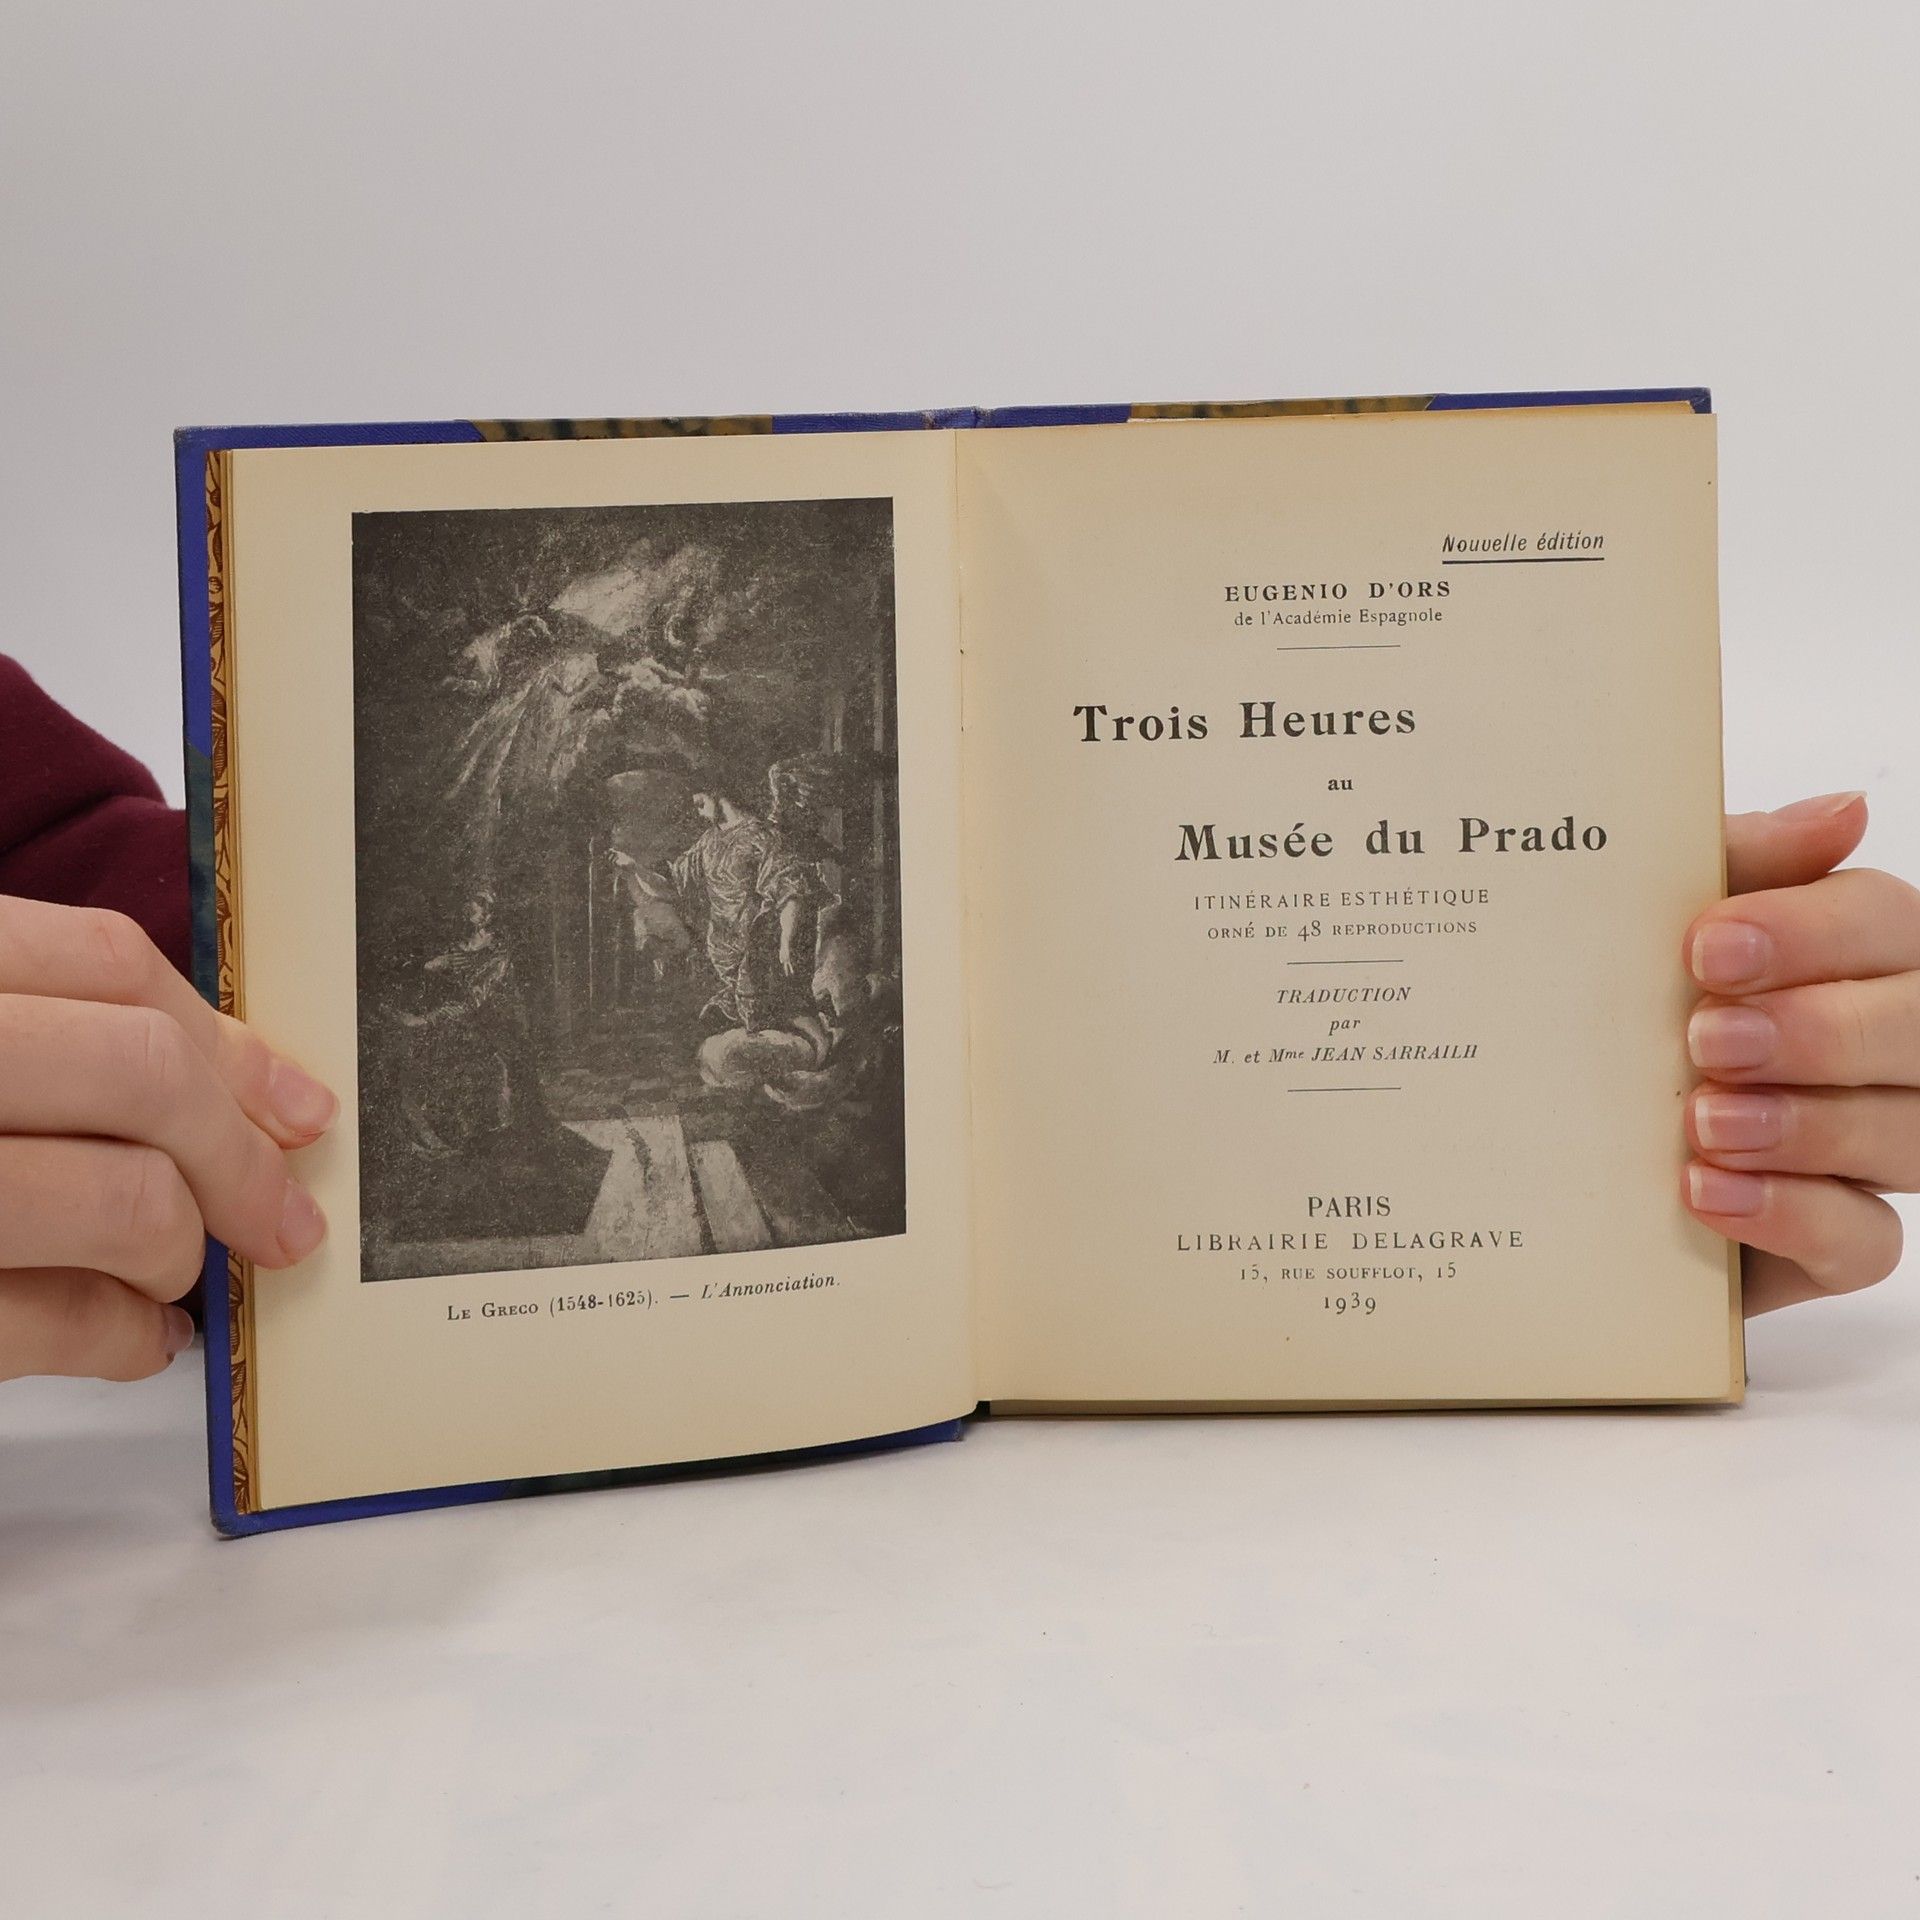 Le Greco (1548-1625). — L'Annonciation.
Nouvelle édition
EUGENIO D'ORS
de l'Académie Espagnole
Trois Heures
au
Musée du Prado
ITINÉRAIRE ESTHÉTIQUE
ORNÉ DE 48 REPRODUCTIONS
TRADUCTION
par
M. et Mme JEAN SARRAILH
PARIS
LIBRAIRIE DELAGRAVE
15, RUE SOUFFLOT, 15
1939